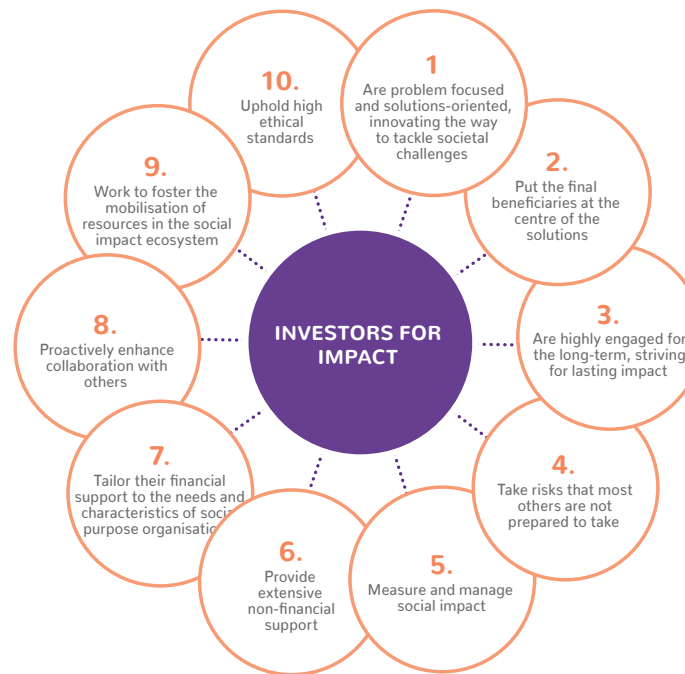 INVESTORS FOR
IMPACT
1
Are problem focused
and solutions-oriented,
innovating the way
to tackle societal
challenges
2.
Put the final
beneficiaries at the
centre of the
solutions
3.
Are highly engaged for
the long-term, striving
for lasting impact
4.
Take risks that most
others are not
prepared to take
5.
Measure and manage
social impact
6.
Provide
extensive
non-financial
support
7.
Tailor their financial
support to the needs and
characteristics of social
purpose organisations
8.
Proactively enhance
collaboration with
others
9.
Work to foster the
mobilisation of
resources in the social
impact ecosystem
10.
Uphold high
ethical
standards